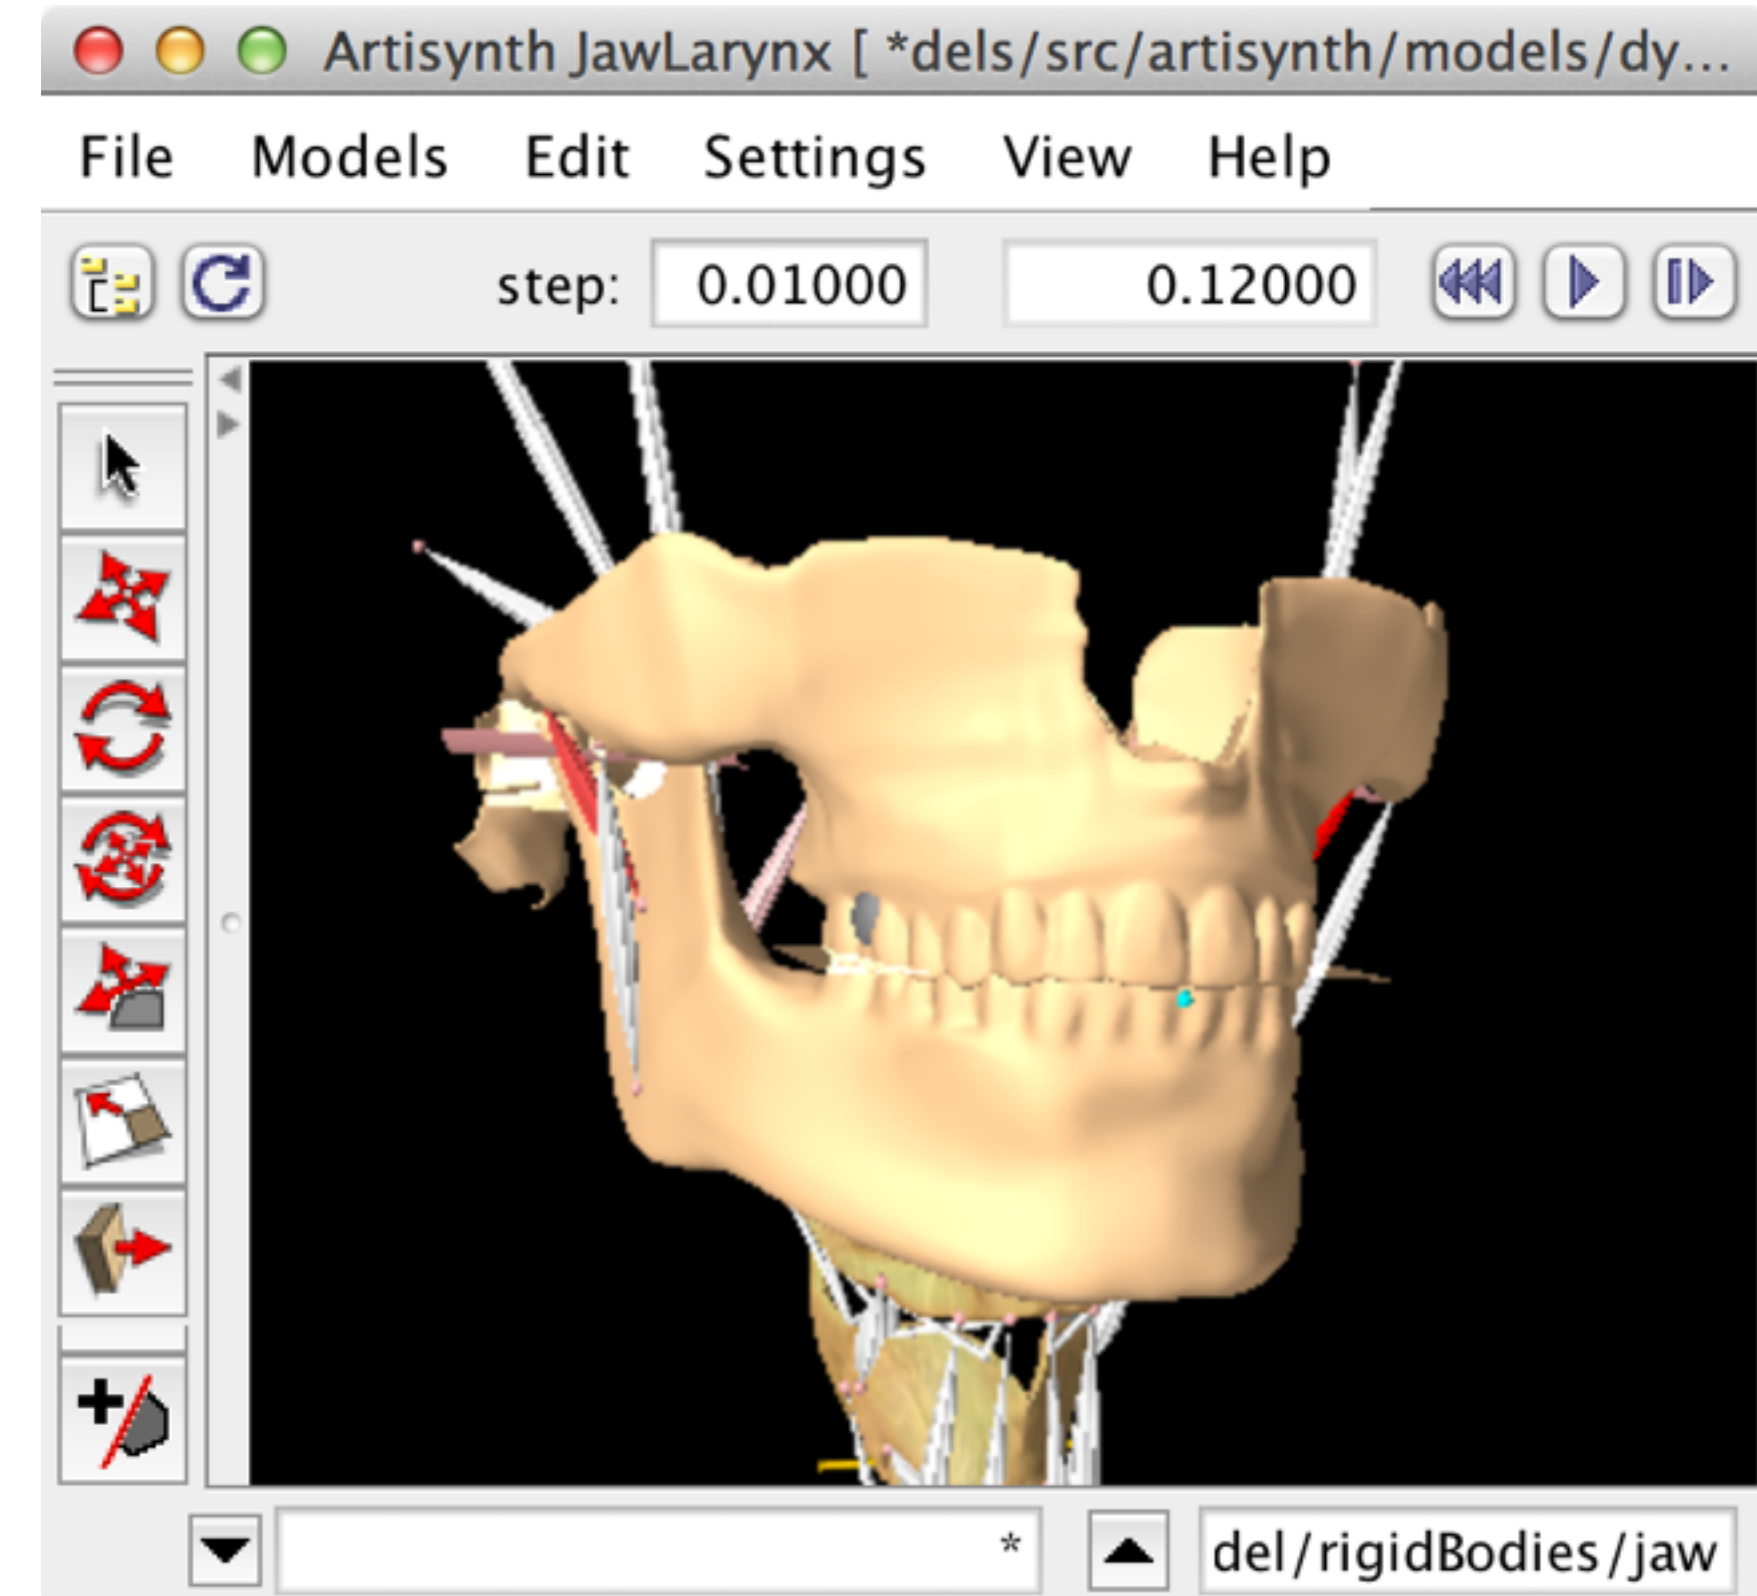 Artisynth JawLarynx [ *dels/src/artisynth/models/dy...
File Models Edit Settings View Help
step: 0.01000 0.12000
* del/rigidBodies/jaw